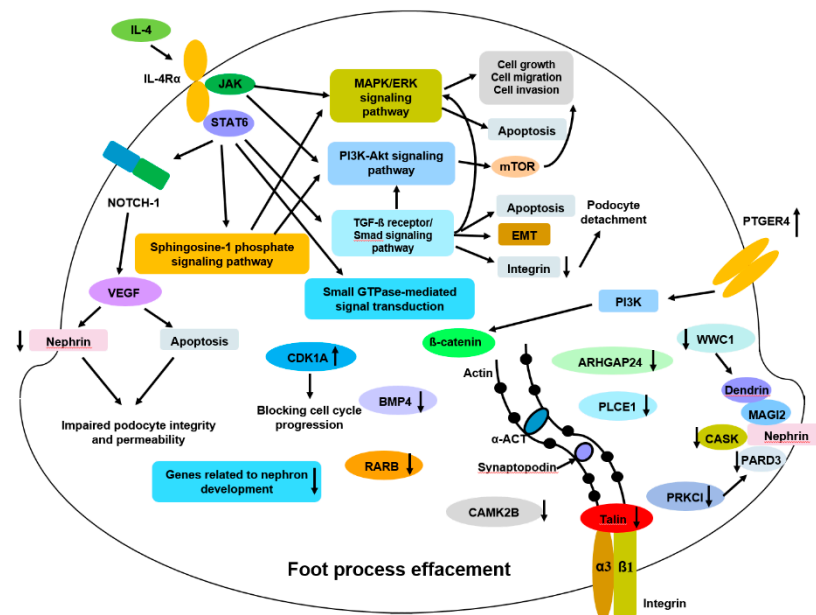 IL-4
IL-4Rα
JAK
STAT6
MAPK/ERK
signaling
pathway
Cell growth
Cell migration
Cell invasion
Apoptosis
PI3K-Akt signaling
pathway
mTOR
NOTCH-1
Sphingosine-1 phosphate
signaling pathway
TGF-ß receptor/
Smad signaling
pathway
Apoptosis
EMT
Integrin
Podocyte
detachment
PTGER4
Small GTPase-mediated
signal transduction
VEGF
PI3K
Nephrin
Apoptosis
CDK1A
ß-catenin
ARHGAP24
WWC1
Actin
Dendrin
BMP4
PLCE1
MAGI2
Blocking cell cycle
progression
Impaired podocyte integrity
and permeability
α-ACT
CASK
Nephrin
PARD3
Genes related to nephron
development
RARB
Synaptopodin
PRKCI
CAMK2B
Talin
α3
ß1
Foot process effacement
Integrin